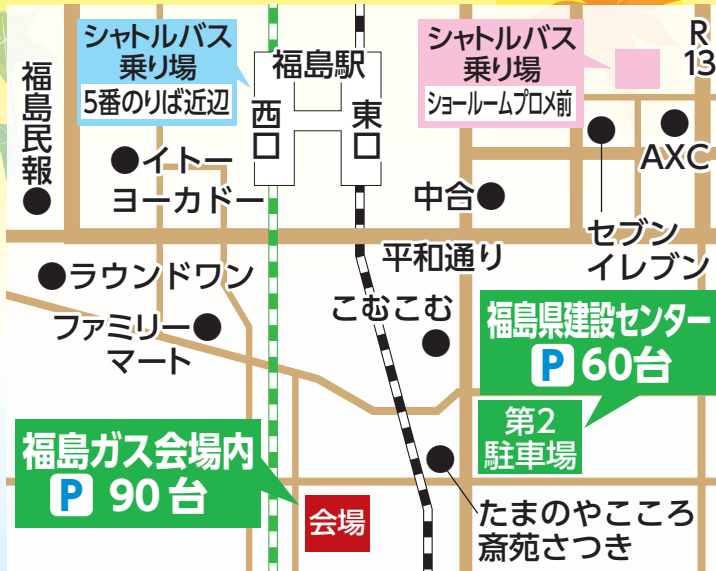 シャトルバス
乗り場
5番のりば近辺
福島駅
西口
東口
シャトルバス
乗り場
ショールームプロメ前
R
13
福島民報
●イトー
ヨーカドー
中合●
AXC
セブン
イレブン
平和通り
●ラウンドワン
ファミリー●
マート
こむこむ
福島県建設センター
P 60台
第2
駐車場
福島ガス会場内
P 90台
会場
たまのやこころ
斎苑さつき